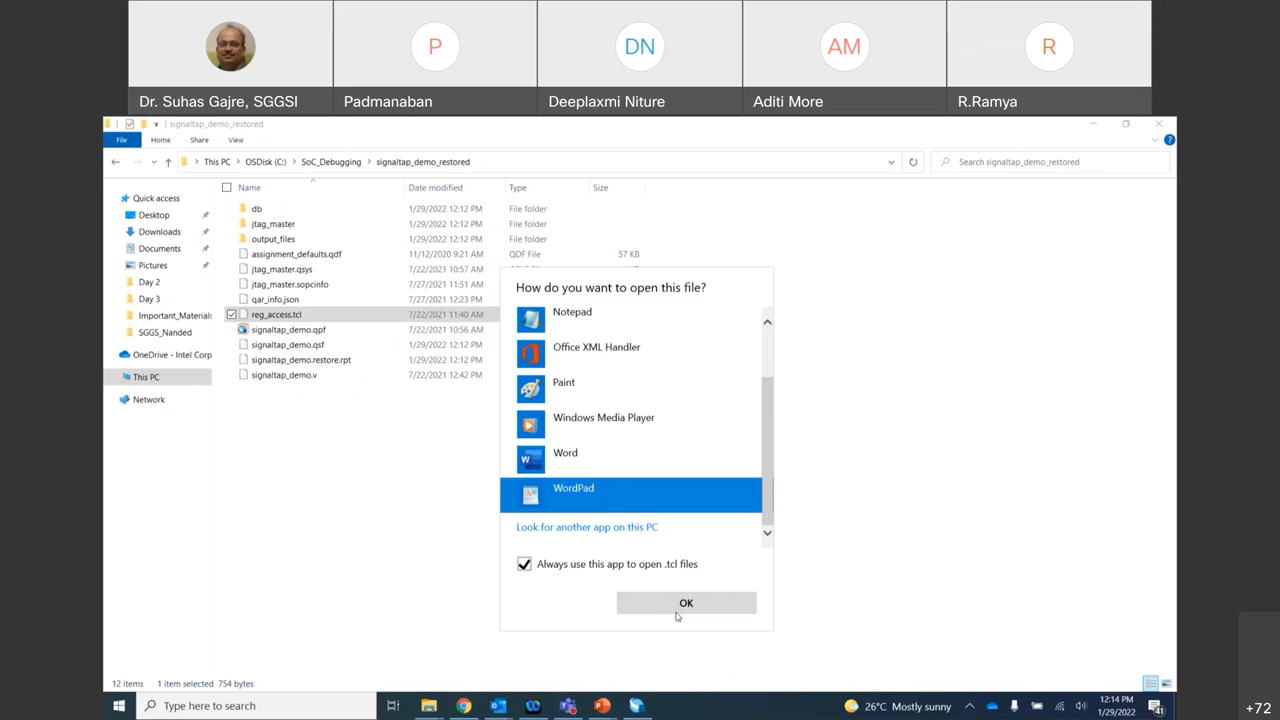 P
DN
AM
R
Dr. Suhas Gajre, SGGSI
Padmanaban
Deeplaxmi Niture
Aditi More
R.Ramya
signaltap_demo_restored
File
Home
Share
View
This PC
OSDisk (C:)
SoC_Debugging
signaltap_demo_restored
Search signaltap_demo_restored
Name
Date modified
Type
Size
Quick access
Desktop
Downloads
Documents
Pictures
Day 2
Day 3
Important_Materials
SGGS_Nanded
OneDrive - Intel Corp
This PC
Network
db 1/29/2022 12:12 PM File folder
jtag_master 1/29/2022 12:12 PM File folder
output_files 1/29/2022 12:12 PM File folder
assignment_defaults.qdf 11/12/2020 9:21 AM QDF File 57 KB
jtag_master.qsys 7/22/2021 10:57 AM
jtag_master.sopcinfo 7/27/2021 11:51 AM
qar_info.json 7/27/2021 12:23 PM
reg_access.tcl 7/22/2021 11:40 AM
signaltap_demo.qpf 7/22/2021 10:56 AM
signaltap_demo.qsf 1/29/2022 12:12 PM
signaltap_demo.restore.rpt 1/29/2022 12:12 PM
signaltap_demo.v 7/22/2021 12:42 PM
How do you want to open this file?
Notepad
Office XML Handler
Paint
Windows Media Player
Word
WordPad
Look for another app on this PC
Always use this app to open .tcl files
OK
12 items 1 item selected 754 bytes
Type here to search
26°C Mostly sunny
12:14 PM
1/29/2022
41
+72